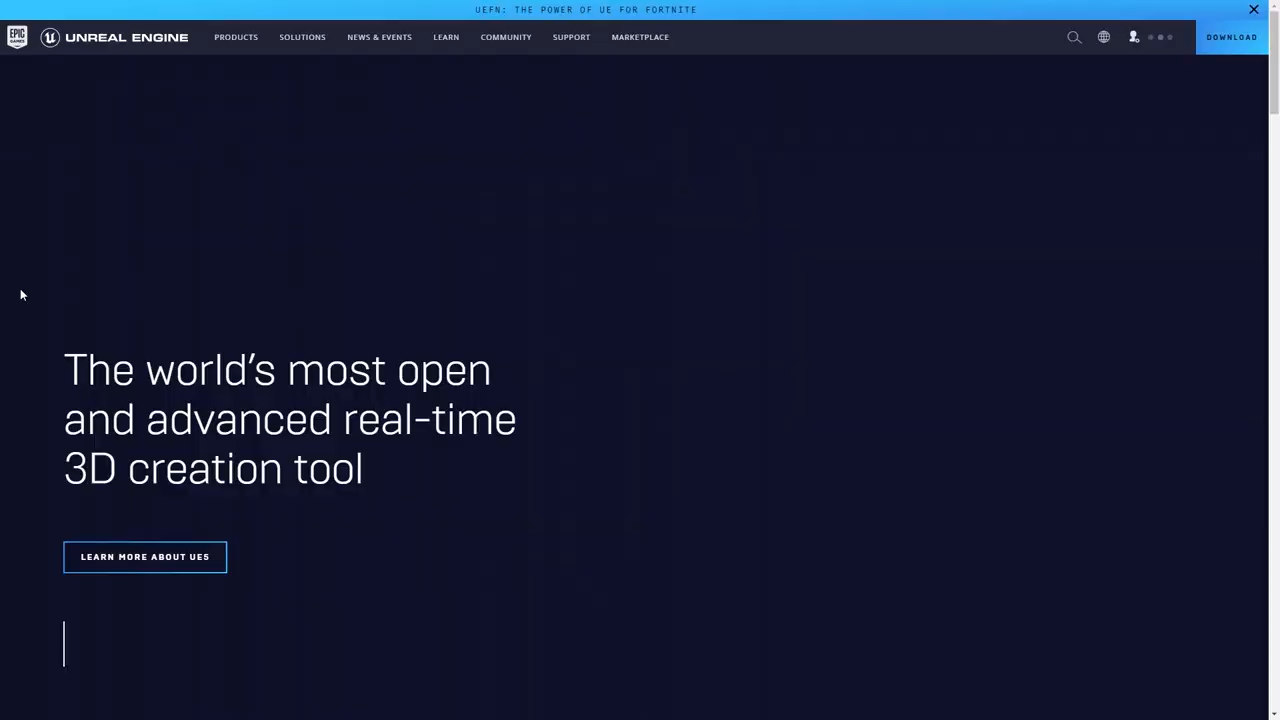 UEFN: THE POWER OF UE FOR FORTNITE
EPIC GAMES UNREAL ENGINE PRODUCTS SOLUTIONS NEWS & EVENTS LEARN COMMUNITY SUPPORT MARKETPLACE DOWNLOAD
The world's most open
and advanced real-time
3D creation tool
LEARN MORE ABOUT UE5